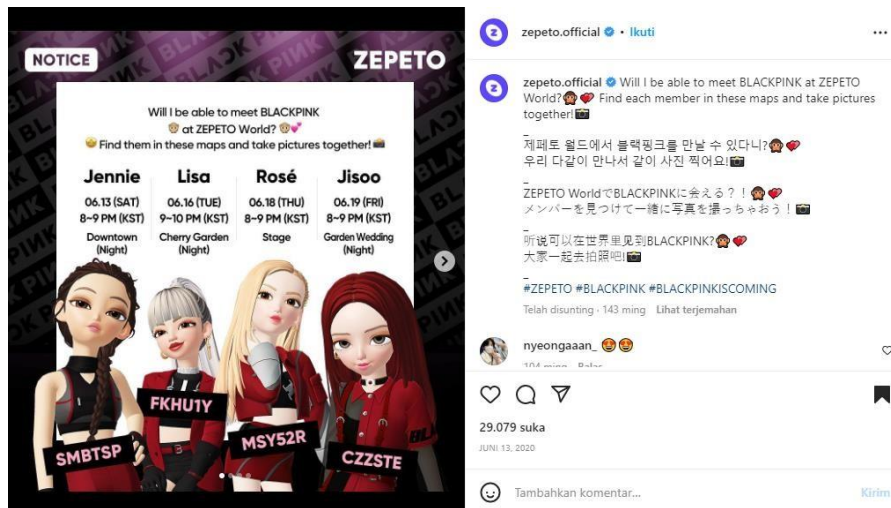 NOTICE
ZEPETO
Will I be able to meet BLACKPINK
at ZEPETO World?
Find them in these maps and take pictures together!
Jennie
06.13 (SAT)
8~9 PM (KST)
Downtown
(Night)
Lisa
06.16 (TUE)
9~10 PM (KST)
Cherry Garden
(Night)
Rosé
06.18 (THU)
8~9 PM (KST)
Stage
Jisoo
06.19 (FRI)
8~9 PM (KST)
Garden Wedding
(Night)
SMBTSP
FKHU1Y
MSY52R
CZZSTE
zepeto.official • Ikuti
zepeto.official Will I be able to meet BLACKPINK at ZEPETO
World?🙊💕 Find each member in these maps and take pictures
together!📸
_
제페토 월드에서 블랙핑크를 만날 수 있다니?🙊💕
우리 다같이 만나서 같이 사진 찍어요!📸
_
ZEPETO WorldでBLACKPINKに会える？！🙊💕
メンバーを見つけて一緒に写真を撮っちゃおう！📸
_
听说可以在世界里见到BLACKPINK?🙊💕
大家一起去拍照吧!📸
_
#ZEPETO #BLACKPINK #BLACKPINKISCOMING
Telah disunting · 143 ming Lihat terjemahan
nyeongaaan_ 😍😍
104 ming Balas
29.079 suka
JUNI 13, 2020
Tambahkan komentar...
Kirim